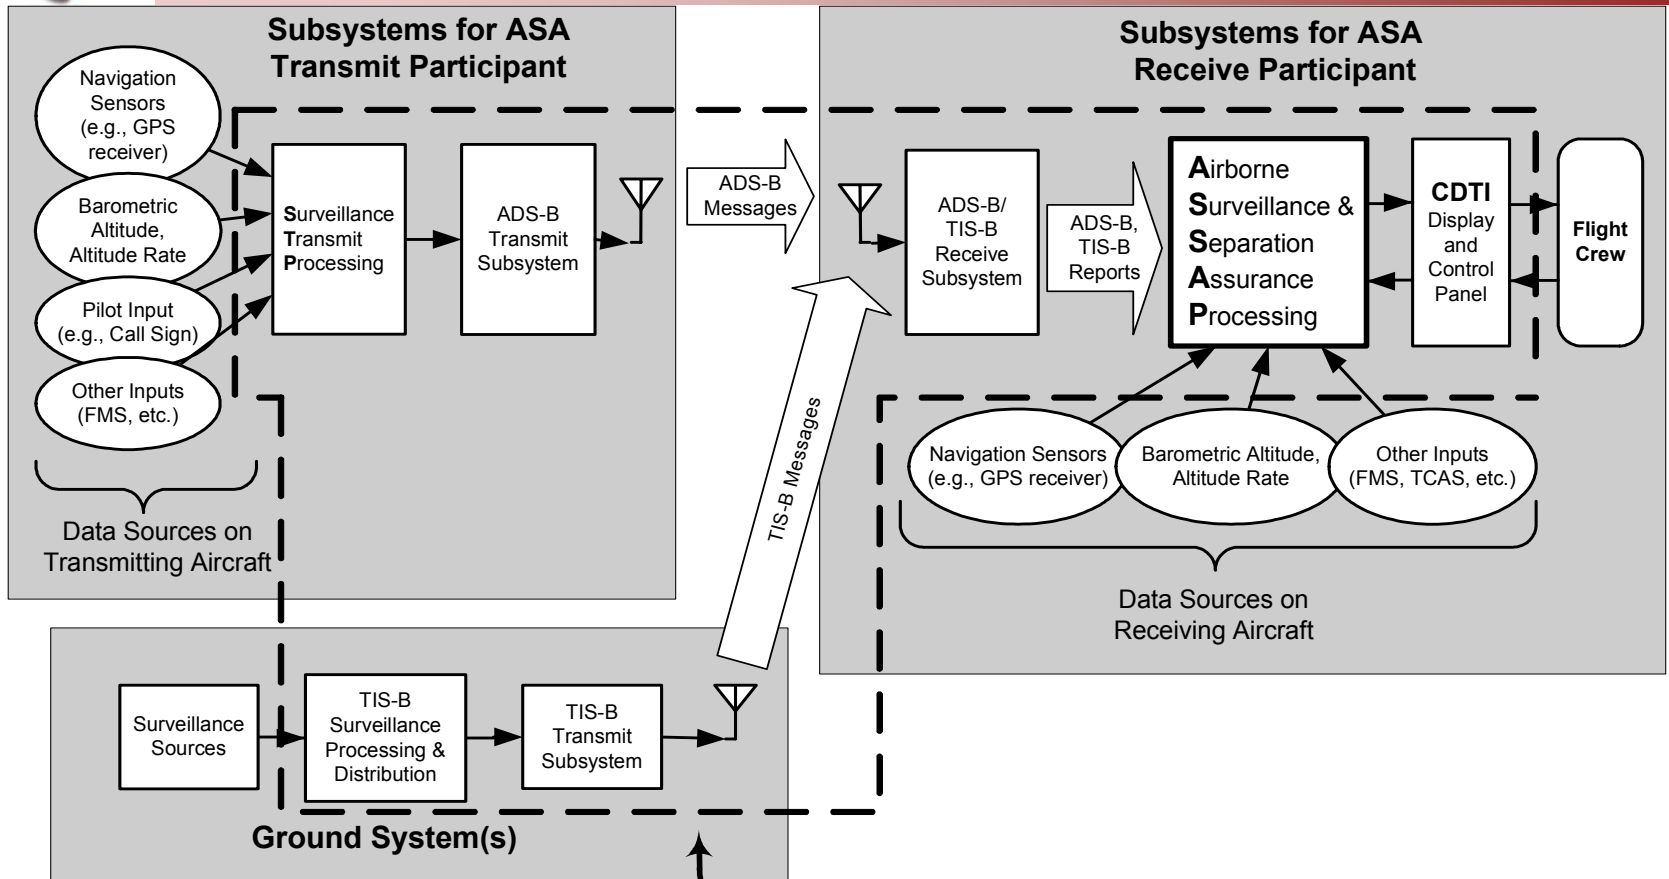 Subsystems for ASA
Transmit Participant
Navigation
Sensors
(e.g., GPS
receiver)
Barometric
Altitude,
Altitude Rate
Pilot Input
(e.g., Call Sign)
Other Inputs
(FMS, etc.)
Data Sources on
Transmitting Aircraft
Surveillance
Transmit
Processing
ADS-B
Transmit
Subsystem
ADS-B
Messages
TIS-B Messages
Subsystems for ASA
Receive Participant
ADS-B/
TIS-B
Receive
Subsystem
ADS-B,
TIS-B
Reports
Airborne
Surveillance &
Separation
Assurance
Processing
CDTI
Display
and
Control
Panel
Flight
Crew
Navigation Sensors
(e.g., GPS receiver)
Barometric Altitude,
Altitude Rate
Other Inputs
(FMS, TCAS, etc.)
Data Sources on
Receiving Aircraft
Surveillance
Sources
TIS-B
Surveillance
Processing &
Distribution
TIS-B
Transmit
Subsystem
Ground System(s)